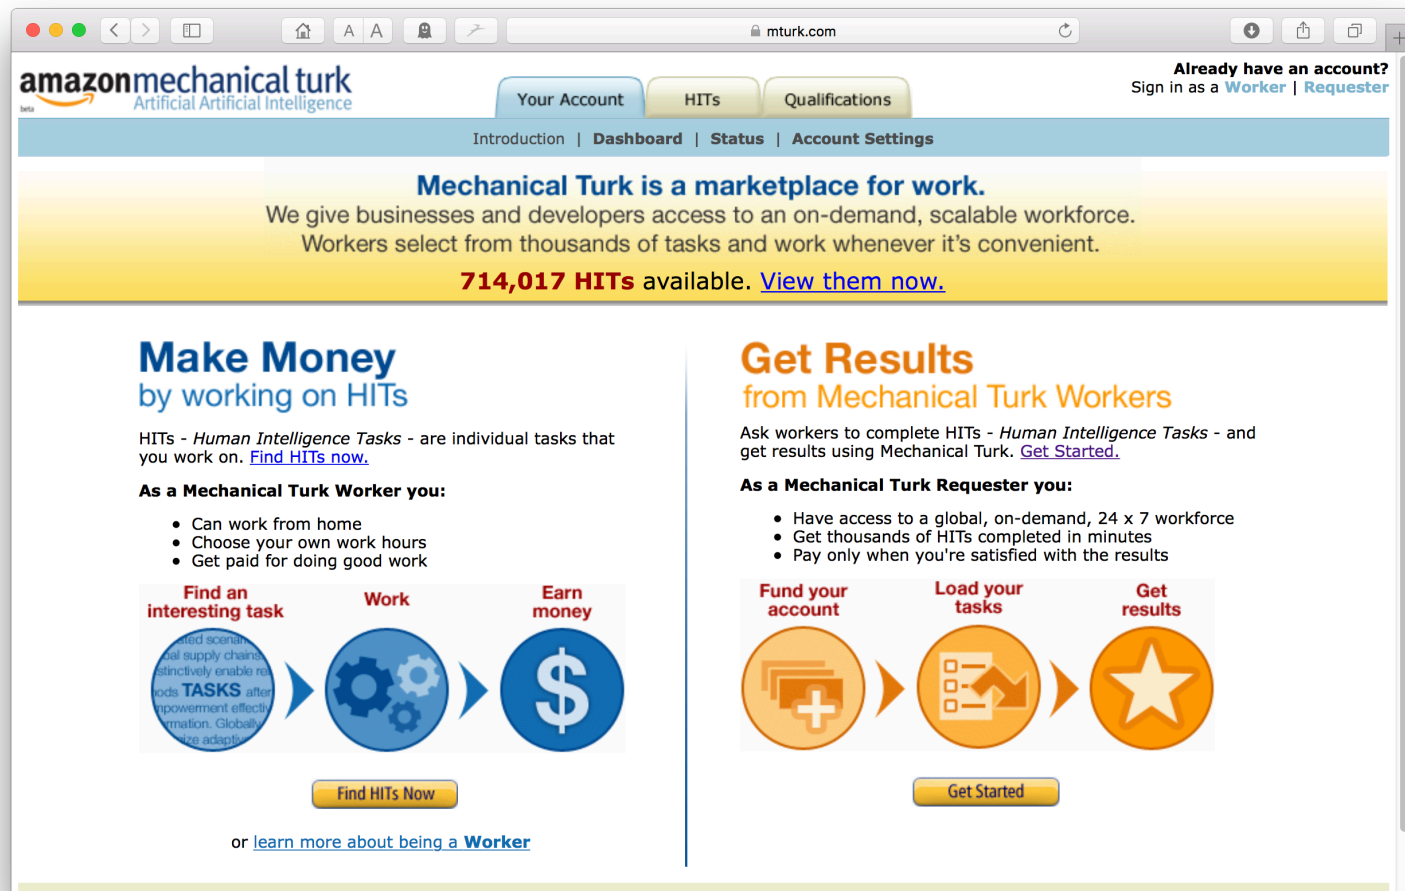 A A
mturk.com
amazonmechanical turk
beta
Artificial Artificial Intelligence
Your Account
HITs
Qualifications
Already have an account?
Sign in as a Worker | Requester
Introduction | Dashboard | Status | Account Settings
Mechanical Turk is a marketplace for work.
We give businesses and developers access to an on-demand, scalable workforce.
Workers select from thousands of tasks and work whenever it's convenient.
714,017 HITs available. View them now.
Make Money
by working on HITs
HITs - Human Intelligence Tasks - are individual tasks that
you work on. Find HITs now.
As a Mechanical Turk Worker you:
• Can work from home
• Choose your own work hours
• Get paid for doing good work
Find an
interesting task
Work
Earn
money
supply chains
enable
TASKS after
Globally
$
Find HITs Now
or learn more about being a Worker
Get Results
from Mechanical Turk Workers
Ask workers to complete HITs - Human Intelligence Tasks - and
get results using Mechanical Turk. Get Started.
As a Mechanical Turk Requester you:
• Have access to a global, on-demand, 24 x 7 workforce
• Get thousands of HITs completed in minutes
• Pay only when you're satisfied with the results
Fund your
account
Load your
tasks
Get
results
Get Started